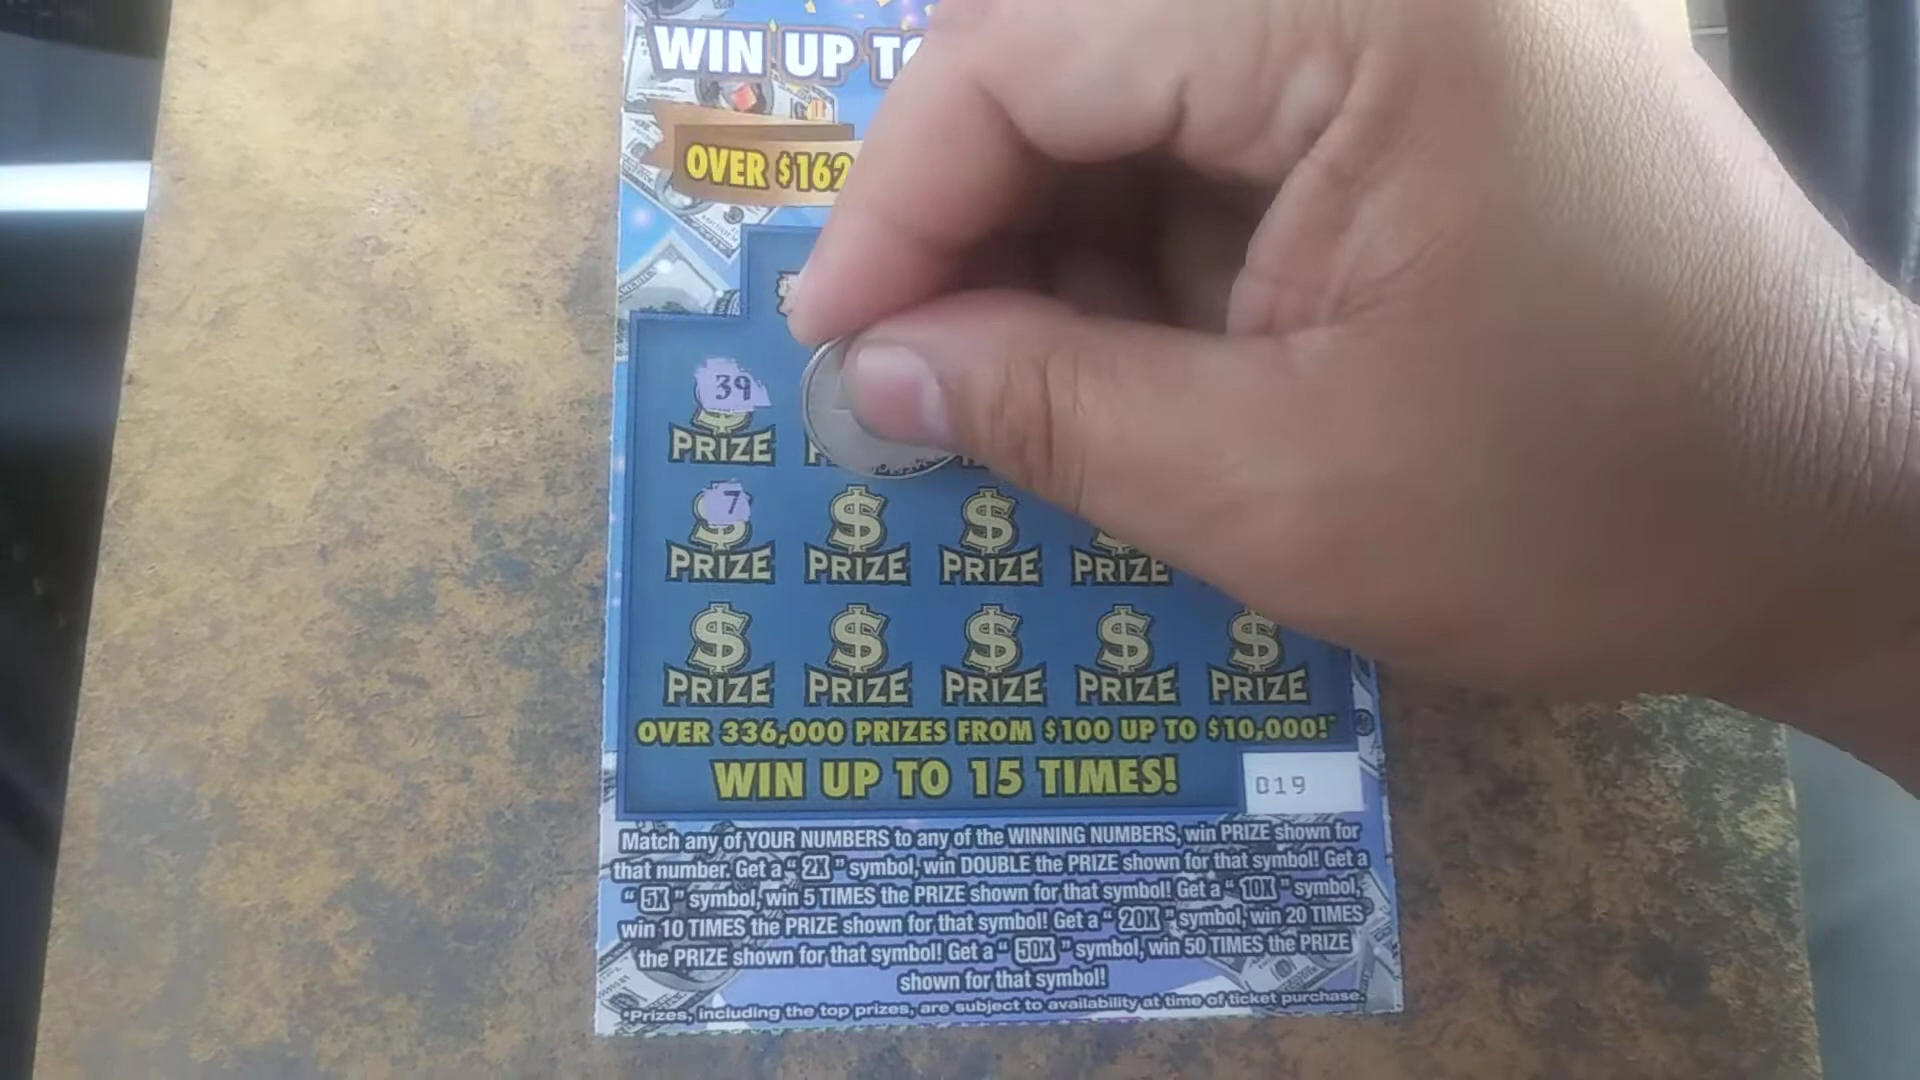 WIN UP TO
OVER $162
39
PRIZE
7
PRIZE PRIZE PRIZE PRIZE
PRIZE PRIZE PRIZE PRIZE PRIZE
OVER 336,000 PRIZES FROM $100 UP TO $10,000!*
WIN UP TO 15 TIMES!
019
Match any of YOUR NUMBERS to any of the WINNING NUMBERS, win PRIZE shown for
that number. Get a “ 2X ” symbol, win DOUBLE the PRIZE shown for that symbol! Get a
“ 5X ” symbol, win 5 TIMES the PRIZE shown for that symbol! Get a “ 10X ” symbol,
win 10 TIMES the PRIZE shown for that symbol! Get a “ 20X ” symbol, win 20 TIMES
the PRIZE shown for that symbol! Get a “ 50X ” symbol, win 50 TIMES the PRIZE
shown for that symbol!
*Prizes, including the top prizes, are subject to availability at time of ticket purchase.